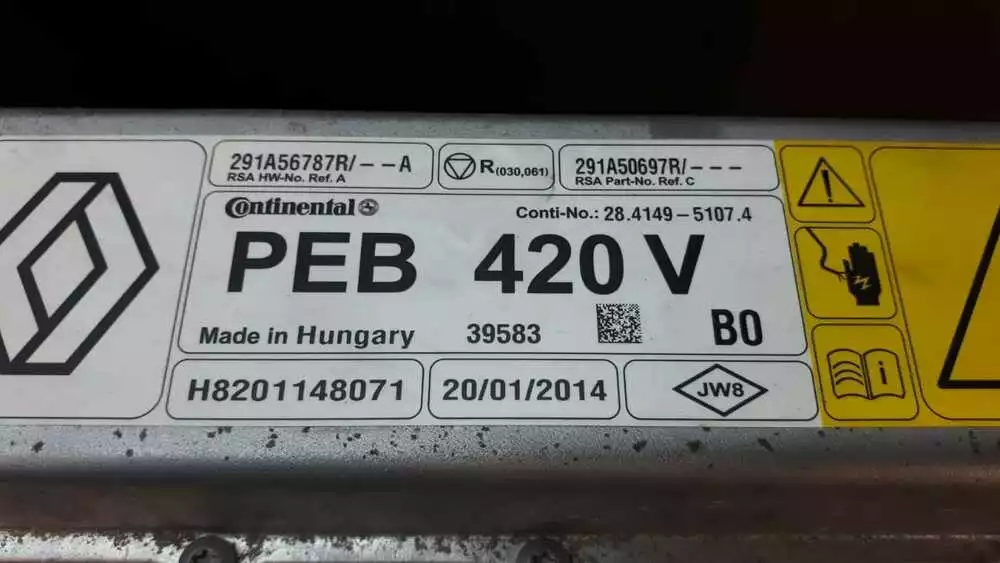 291A56787R/--A
RSA HW-No. Ref. A
R(030,061)
291A50697R/---
RSA Part-No. Ref. C
Continental
Conti-No.: 28.4149-5107.4
PEB 420 V
Made in Hungary 39583 B0
H8201148071
20/01/2014
JW8